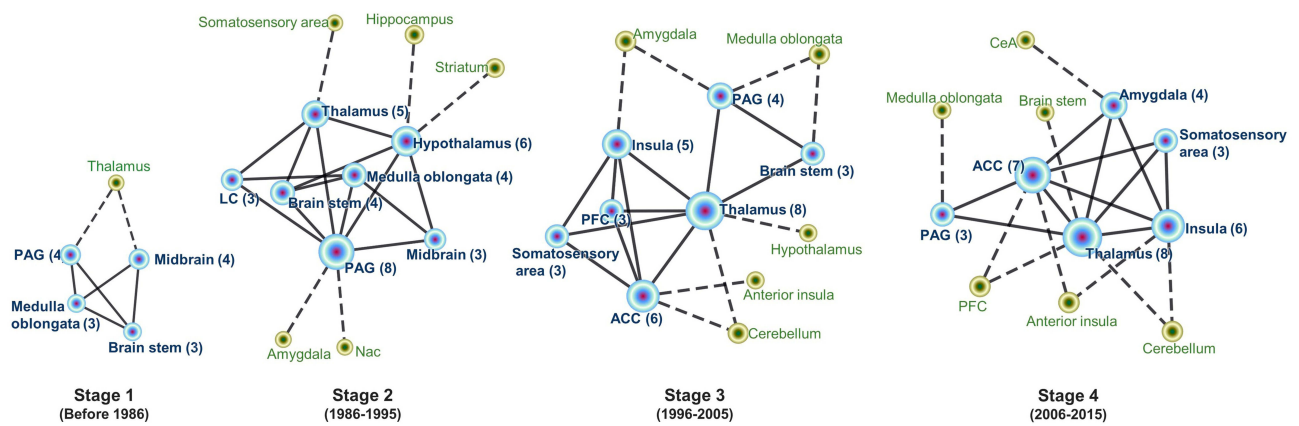 Thalamus
PAG (4)
Midbrain (4)
Medulla
oblongata (3)
Brain stem (3)
Stage 1
(Before 1986)
Somatosensory area
Hippocampus
Striatum
Thalamus (5)
Hypothalamus (6)
Medulla oblongata (4)
LC (3)
Brain stem (4)
PAG (8)
Midbrain (3)
Amygdala
Nac
Stage 2
(1986-1995)
Amygdala
Medulla oblongata
PAG (4)
Insula (5)
Brain stem (3)
PFC (3)
Thalamus (8)
Somatosensory
area (3)
Hypothalamus
Anterior insula
ACC (6)
Cerebellum
Stage 3
(1996-2005)
CeA
Medulla oblongata
Brain stem
Amygdala (4)
Somatosensory
area (3)
ACC (7)
PAG (3)
Insula (6)
Thalamus (8)
PFC
Anterior insula
Cerebellum
Stage 4
(2006-2015)